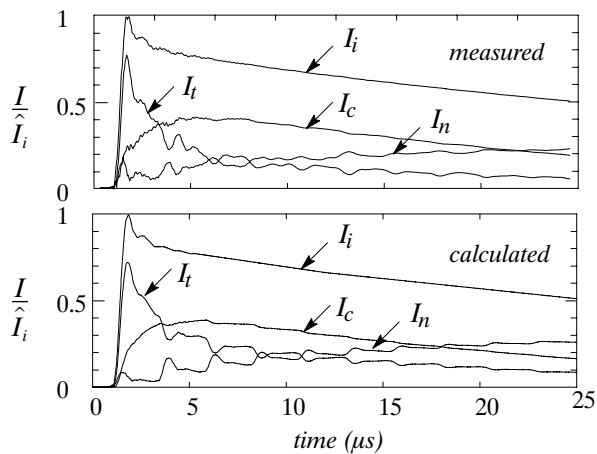 1
I_i
measured
I_t
I / Î_i
0.5
I_c
I_n
0
1
I_i
calculated
I_t
I / Î_i
0.5
I_c
I_n
0
0 5 10 15 20 25
time (μs)